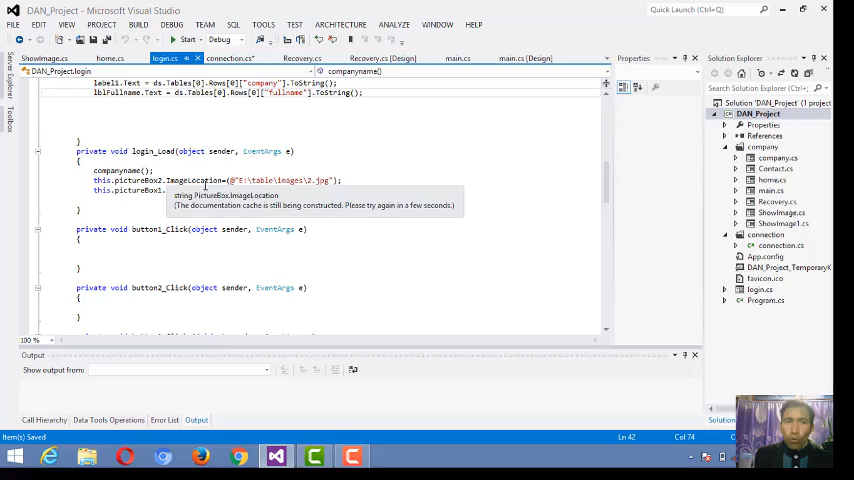 DAN_Project - Microsoft Visual Studio
Quick Launch (Ctrl+Q)
FILE EDIT VIEW PROJECT BUILD DEBUG TEAM SQL TOOLS TEST ARCHITECTURE ANALYZE WINDOW HELP
Start Debug
ShowImage.cs home.cs login.cs connection.cs* Recovery.cs Recovery.cs [Design] main.cs main.cs [Design]
DAN_Project.login companyname()
Server Explorer
Toolbox
label1.Text = ds.Tables[0].Rows[0]["company"].ToString();
lblFullname.Text = ds.Tables[0].Rows[0]["fullname"].ToString();
}
private void login_Load(object sender, EventArgs e)
{
companyname();
this.pictureBox2.ImageLocation=(@"E:\table\images\2.jpg");
this.pictureBox1.
string PictureBox.ImageLocation
(The documentation cache is still being constructed. Please try again in a few seconds.)
}
private void button1_Click(object sender, EventArgs e)
{
}
private void button2_Click(object sender, EventArgs e)
{
}
100 %
Output
Show output from:
Call Hierarchy Data Tools Operations Error List Output
Item(s) Saved
Ln 42 Col 74
Properties
Solution Explorer
Search Solution Explorer (Ctrl+;)
Solution 'DAN_Project' (1 project)
DAN_Project
Properties
References
company
company.cs
Contact.cs
home.cs
main.cs
Recovery.cs
ShowImage.cs
ShowImage1.cs
connection
connection.cs
App.config
DAN_Project_TemporaryK
favicon.ico
login.cs
Program.cs